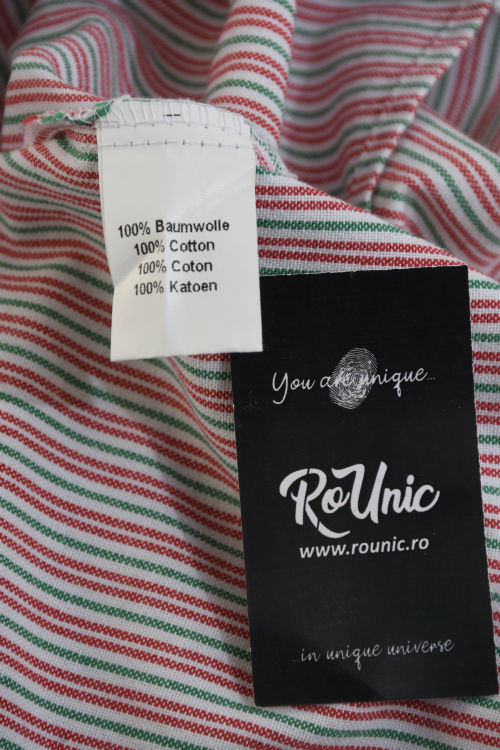 100% Baumwolle
100% Cotton
100% Coton
100% Katoen
You are unique...
RoUnic
www.rounic.ro
...in unique universe